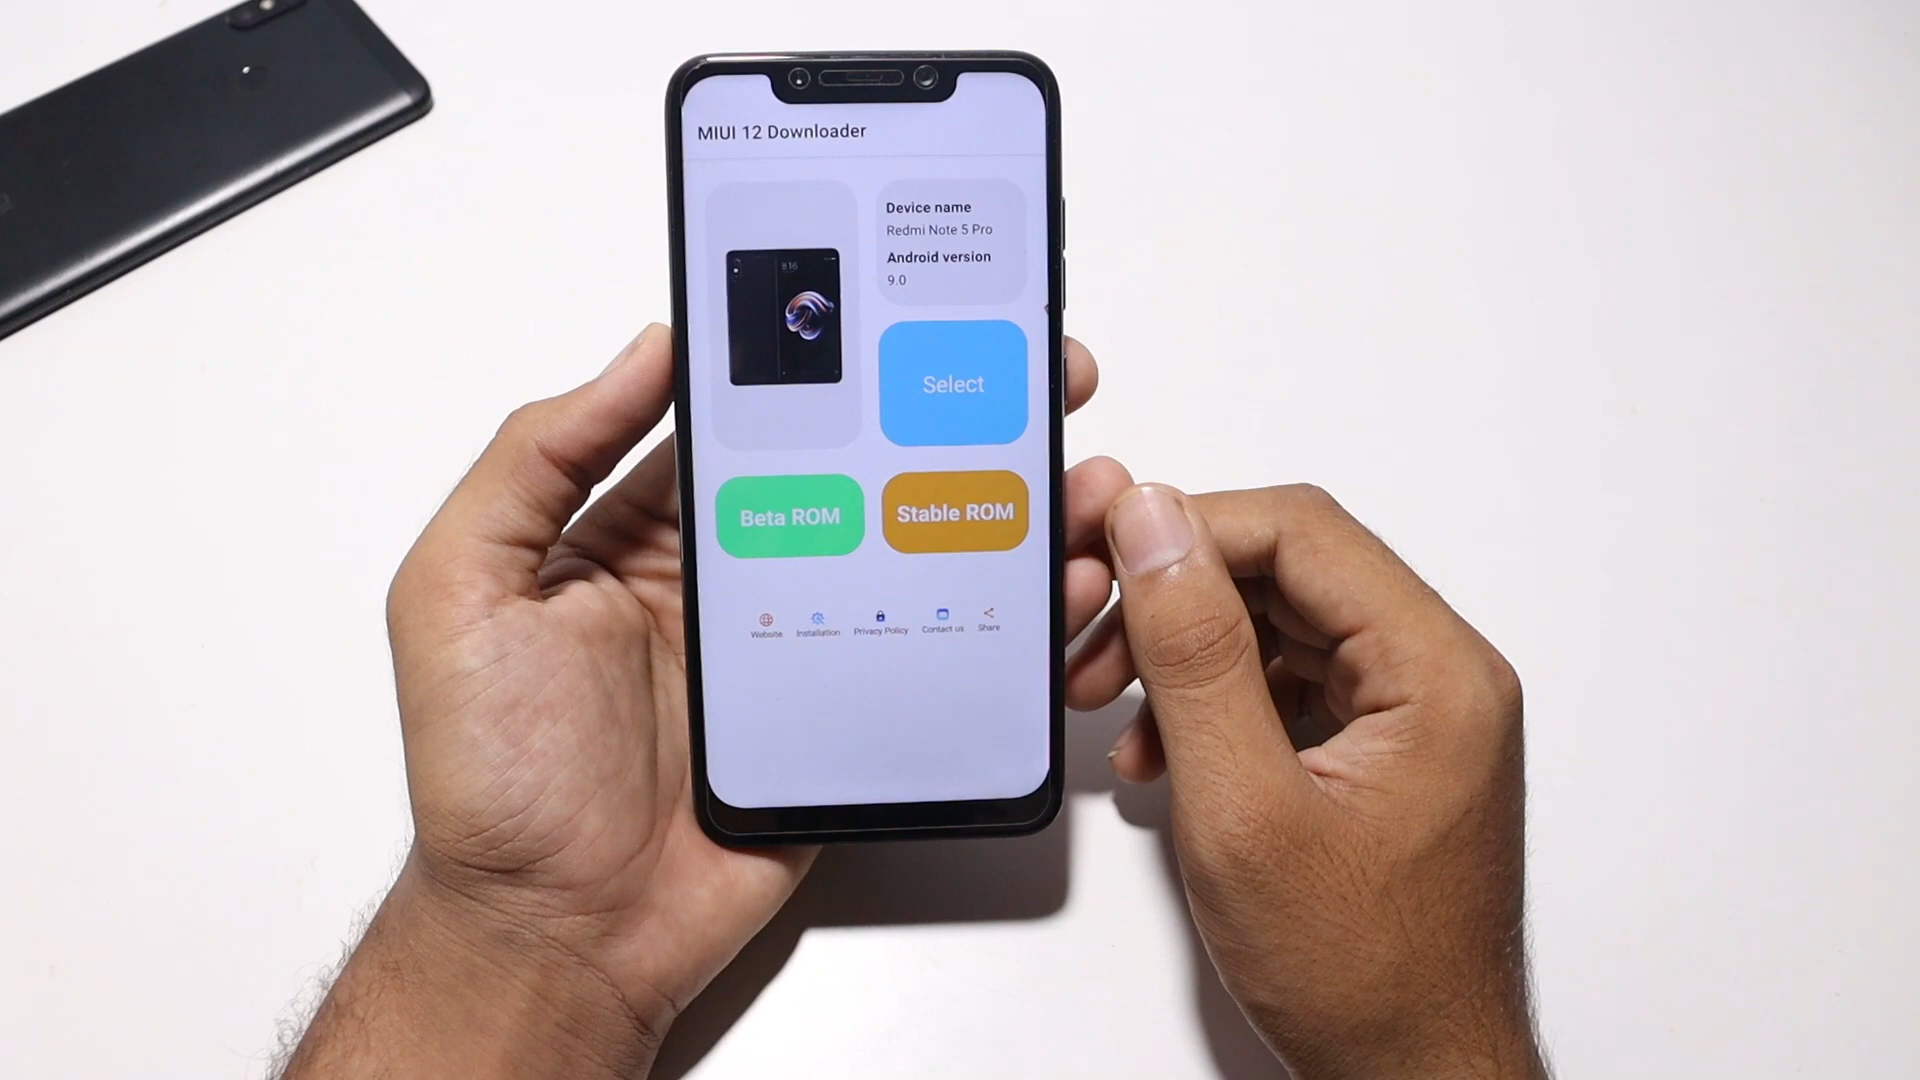 MIUI 12 Downloader
Device name
Redmi Note 5 Pro
Android version
9.0
816
Select
Beta ROM
Stable ROM
Website
Installation
Privacy Policy
Contact us
Share